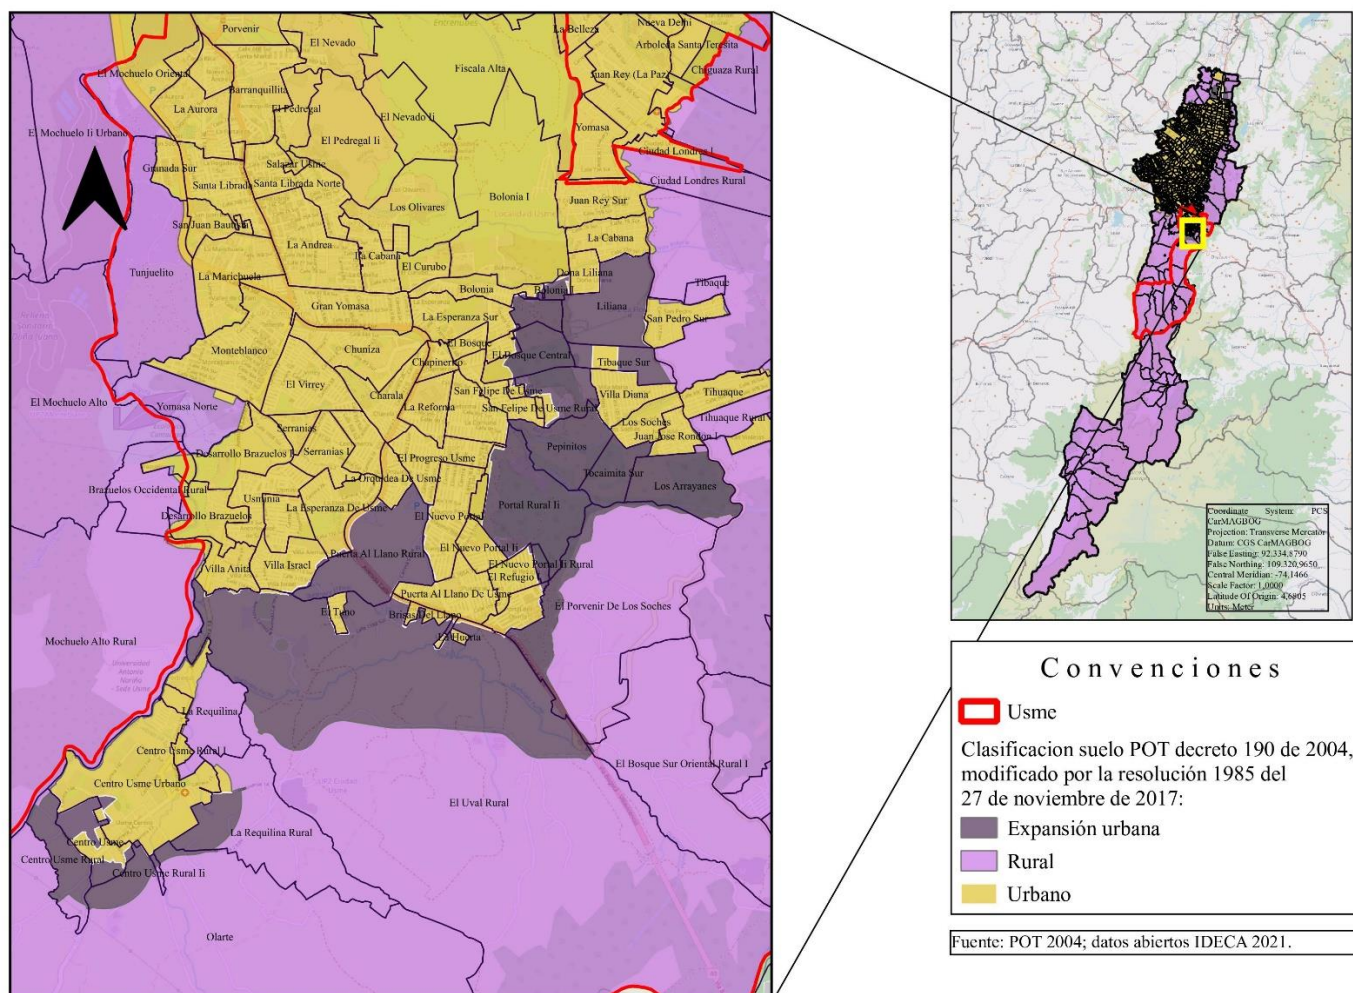 Porvenir
El Nevado
Entrenubes
La Belleza
Nueva Delhi
Arboleda Santa Teresita
El Mochuelo Oriental
Fiscala Alta
Juan Rey (La Paz)
Chiguaza Rural
Barranquillita
La Aurora
El Pedregal
El Nevado Ii
El Mochuelo Ii Urbano
Yomasa
El Pedregal Ii
Ciudad Londres I
Granada Sur
Salazar Usme
Santa Librada
Santa Librada Norte
Ciudad Londres Rural
Los Olivares
Bolonia I
Juan Rey Sur
San Juan Bautista
La Andrea
La Cabana
La Cabana
Tunjuelito
La Marichuela
El Curubo
Dona Liliana
Bolonia
Bolonia I
Tibaque
Gran Yomasa
Liliana
La Esperanza Sur
San Pedro Sur
El Bosque
Monteblanco
Chuniza
Chapinerito
El Bosque Central
Tibaque Sur
El Virrey
Charala
San Felipe De Usme
Villa Diana
Tihuaque
El Mochuelo Alto
Yomasa Norte
La Reforma
San Felipe De Usme Rural
Tihuaque Rural
Los Soches
Serranias
Juan Jose Rondon I
Desarrollo Brazuelos I
Serranias I
El Progreso Usme
Pepinitos
Tocaimita Sur
La Orquidea De Usme
Los Arrayanes
Brazuelos Occidental Rural
Usminia
La Esperanza De Usme
Portal Rural Ii
Desarrollo Brazuelos
El Nuevo Portal
Puerta Al Llano Rural
El Nuevo Portal Ii
Villa Anita
Villa Israel
El Nuevo Portal Ii Rural
El Refugio I
Puerta Al Llano De Usme
El Tuno
Brisas Del Llano
El Porvenir De Los Soches
La Huerta
Mochuelo Alto Rural
Universidad
Antonio
Nariño
- Sede Usme
La Requilina
Centro Usme Rural I
El Bosque Sur Oriental Rural I
Centro Usme Urbano
El Uval Rural
La Requilina Rural
Centro Usme
Centro Usme Rural
Centro Usme Rural Ii
Olarte
Coordinate System: PCS
CarMAGBOG
Projection: Transverse Mercator
Datum: CGS CarMAGBOG
False Easting: 92.334,8790
False Northing: 109.320,9650
Central Meridian: -74,1466
Scale Factor: 1,0000
Latitude Of Origin: 4,6805
Units: Meter
Convenciones
Usme
Clasificacion suelo POT decreto 190 de 2004,
modificado por la resolución 1985 del
27 de noviembre de 2017:
Expansión urbana
Rural
Urbano
Fuente: POT 2004; datos abiertos IDECA 2021.